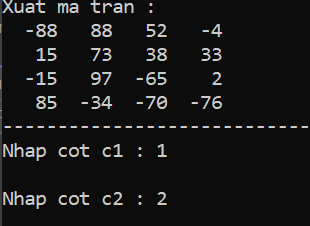 Xuat ma tran :
-88 88 52 -4
15 73 38 33
-15 97 -65 2
85 -34 -70 -76
-------------------------------
Nhap cot c1 : 1
Nhap cot c2 : 2